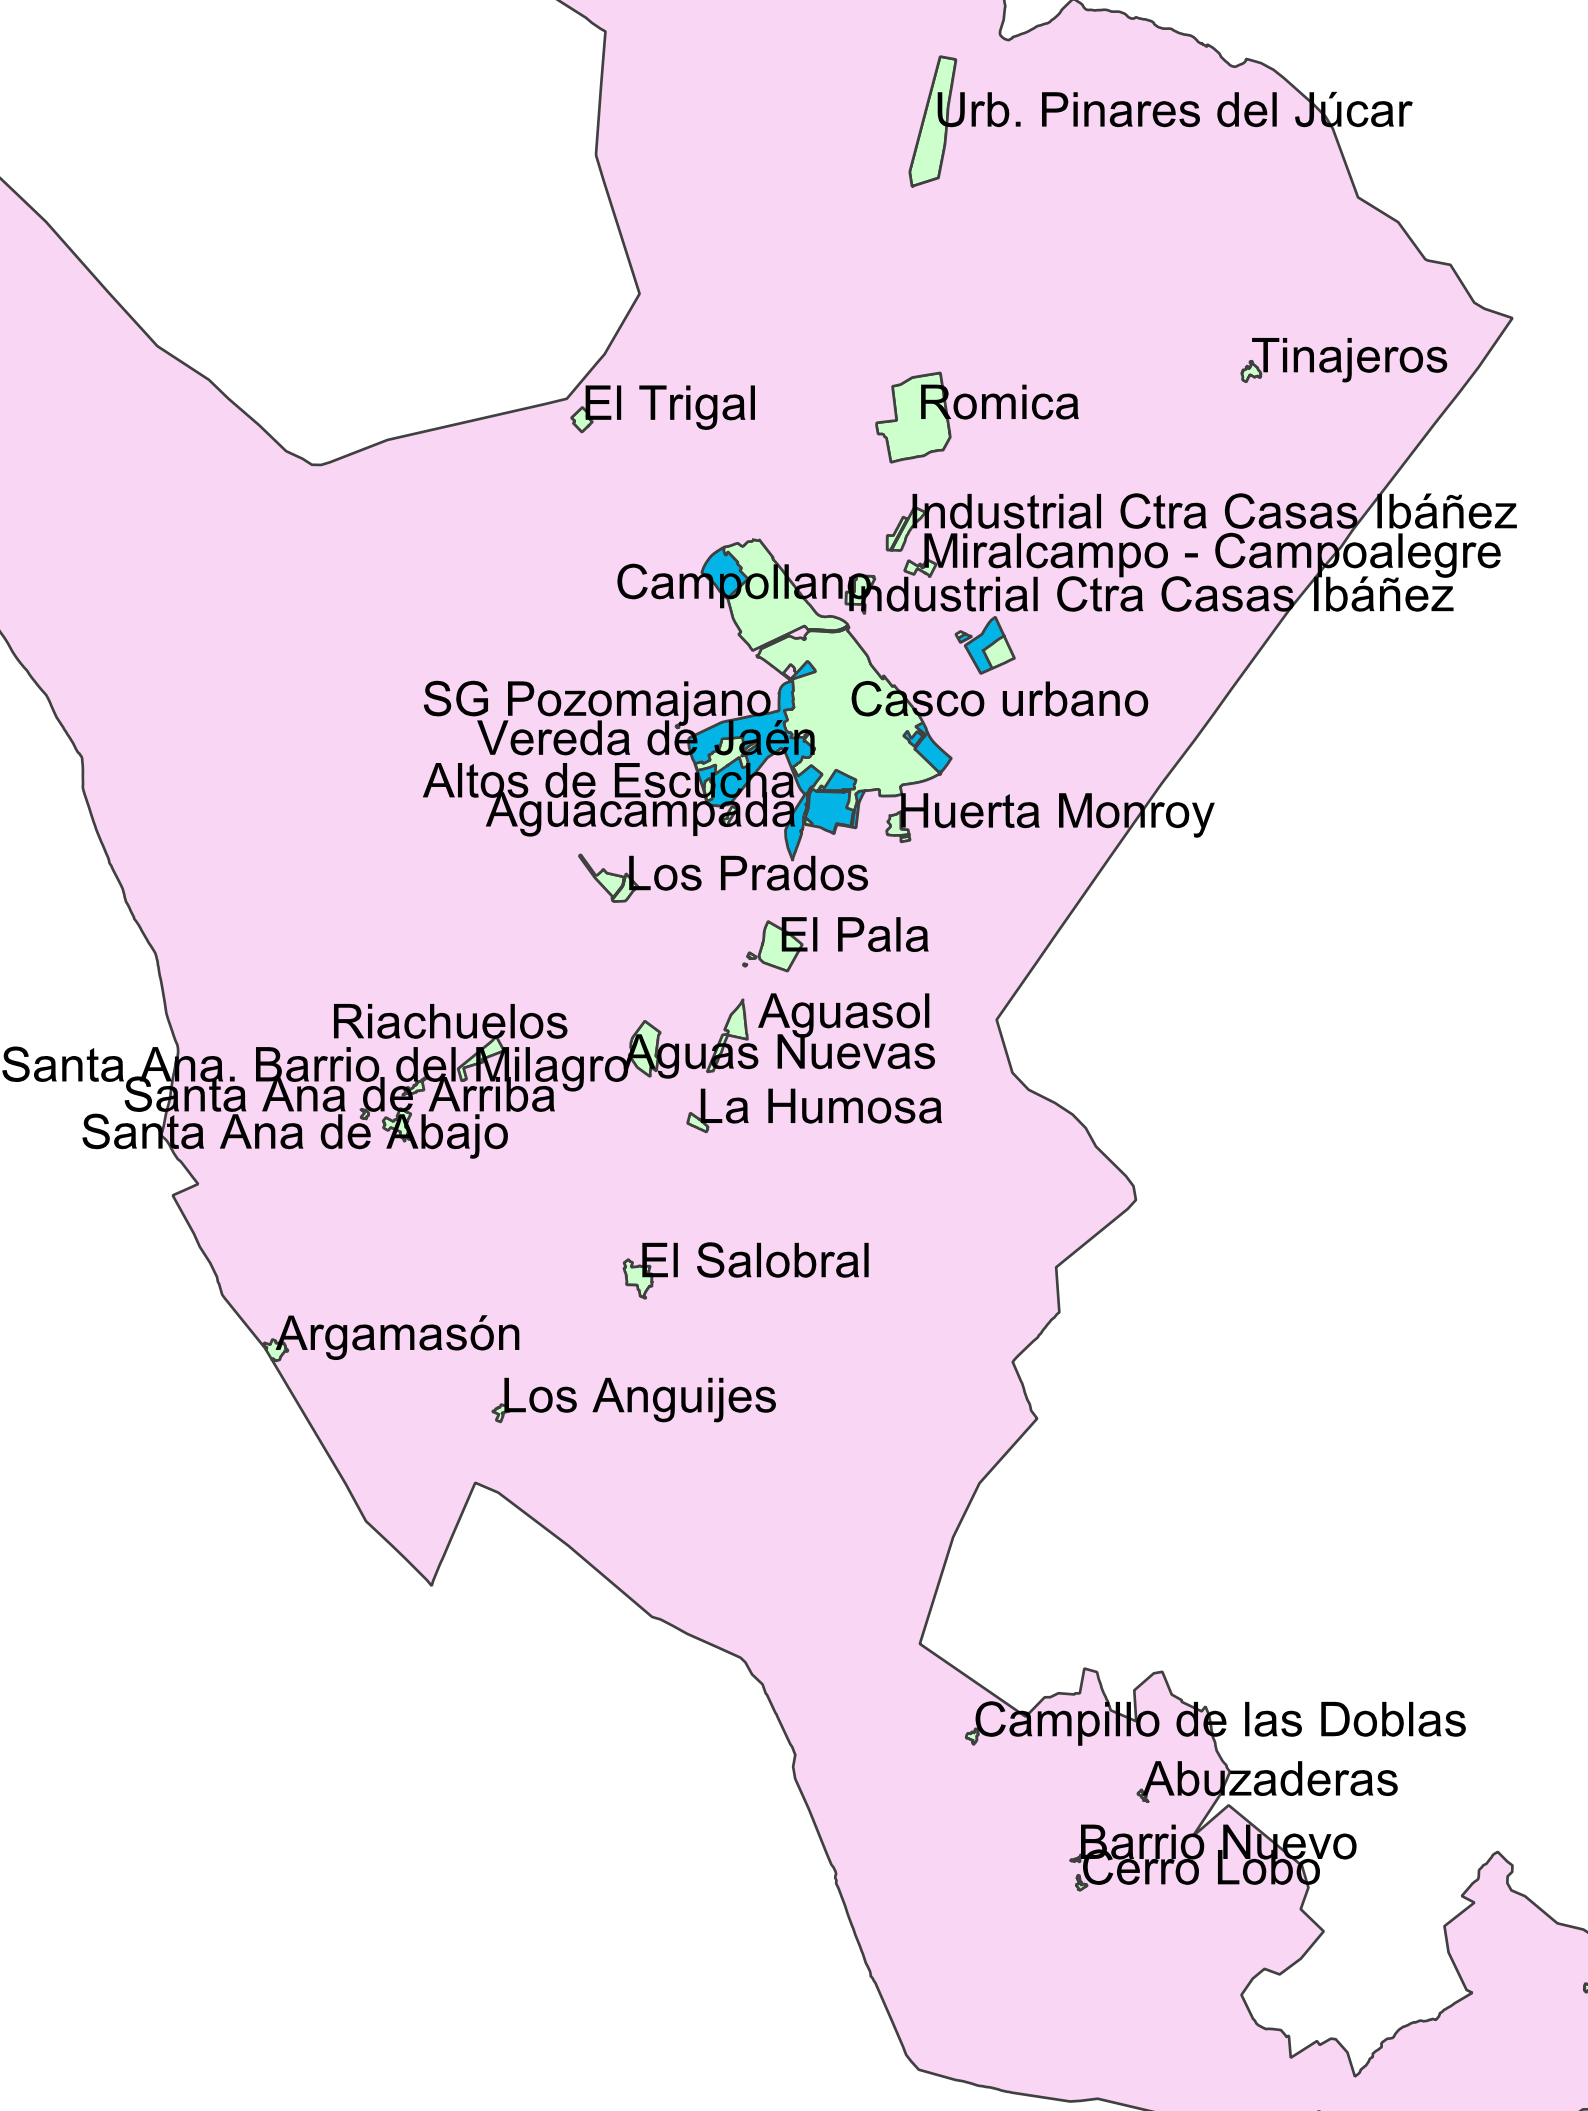 Urb. Pinares del Júcar
Tinajeros
El Trigal
Romica
Industrial Ctra Casas Ibáñez
Miralcampo - Campoalegre
Campollano
Industrial Ctra Casas Ibáñez
SG Pozomajano
Casco urbano
Vereda de Jaén
Altos de Escucha
Aguacampada
Huerta Monroy
Los Prados
El Pala
Aguasol
Riachuelos
Aguas Nuevas
Santa Ana. Barrio del Milagro
Santa Ana de Arriba
La Humosa
Santa Ana de Abajo
El Salobral
Argamasón
Los Anguijes
Campillo de las Doblas
Abuzaderas
Barrio Nuevo
Cerro Lobo